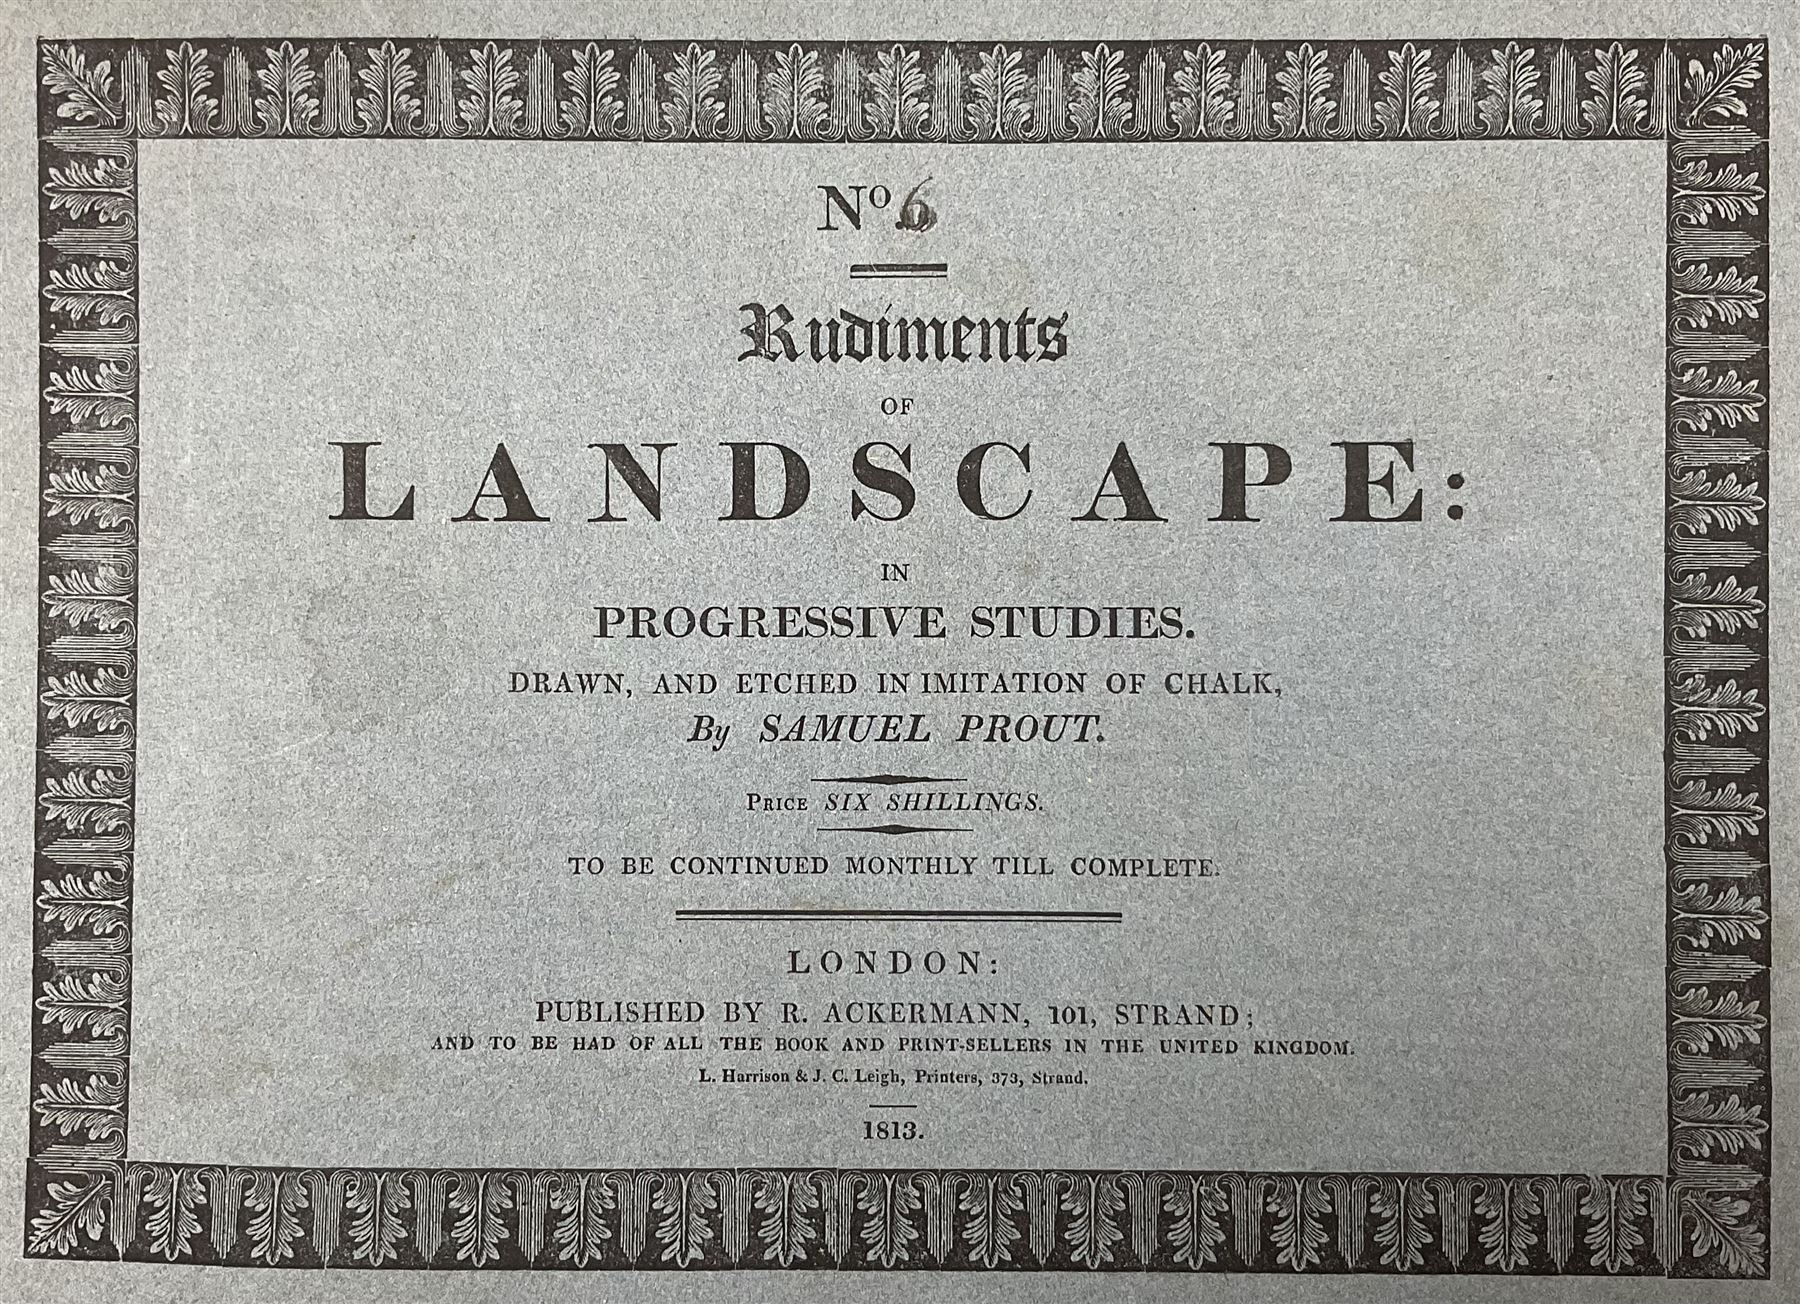 No. 6
Rudiments
OF
LANDSCAPE:
IN
PROGRESSIVE STUDIES.
DRAWN, AND ETCHED IN IMITATION OF CHALK,
By SAMUEL PROUT.
PRICE SIX SHILLINGS.
TO BE CONTINUED MONTHLY TILL COMPLETE.
LONDON:
PUBLISHED BY R. ACKERMANN, 101, STRAND;
AND TO BE HAD OF ALL THE BOOK AND PRINT-SELLERS IN THE UNITED KINGDOM.
L. Harrison & J. C. Leigh, Printers, 373, Strand.
1813.